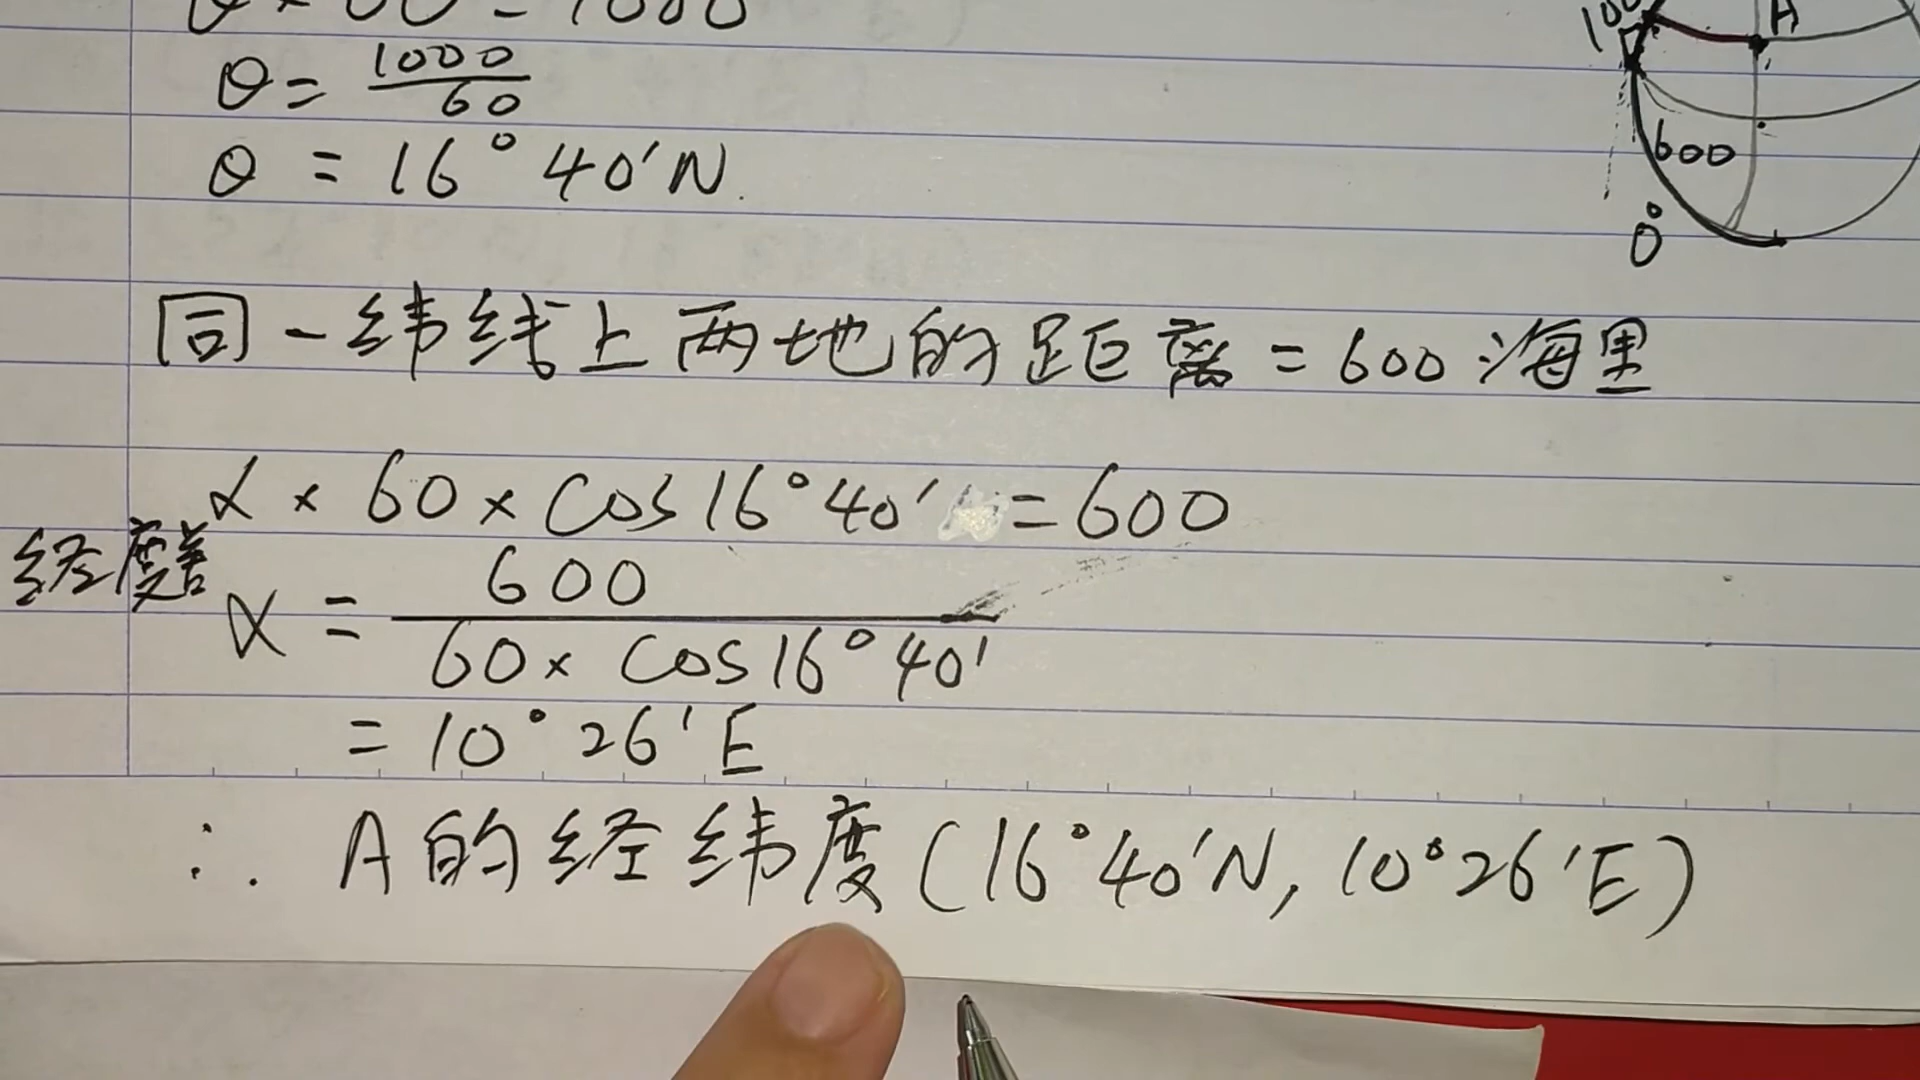 θ × 60 = 1000
θ = 1000/60
θ = 16° 40′ N.
同一纬线上两地的距离 = 600 海里
α × 60 × cos 16° 40′ = 600
经度差
α = 600/(60 × cos 16° 40′)
= 10° 26′ E
∴ A 的经纬度 (16° 40′ N, 10° 26′ E)
A
600
0°